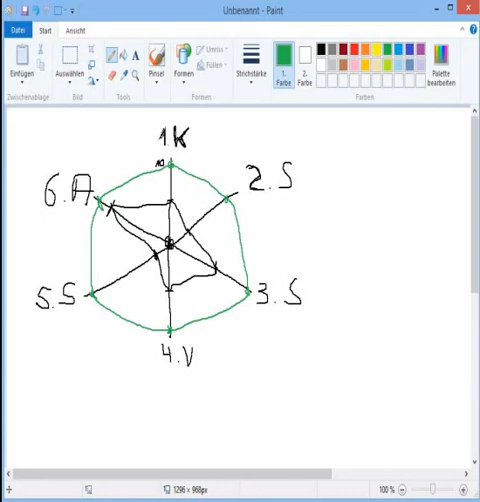 Unbenannt - Paint
Datei Start Ansicht
Einfügen
Auswählen
Pinsel
Formen
Umriss
Füllen
Strichstärke
1. Farbe
2. Farbe
Palette bearbeiten
Zwischenablage Bild Tools Formen Farben
1K
10
2.S
6.A
5.S
3.S
4.V
1296 × 968px
100 %